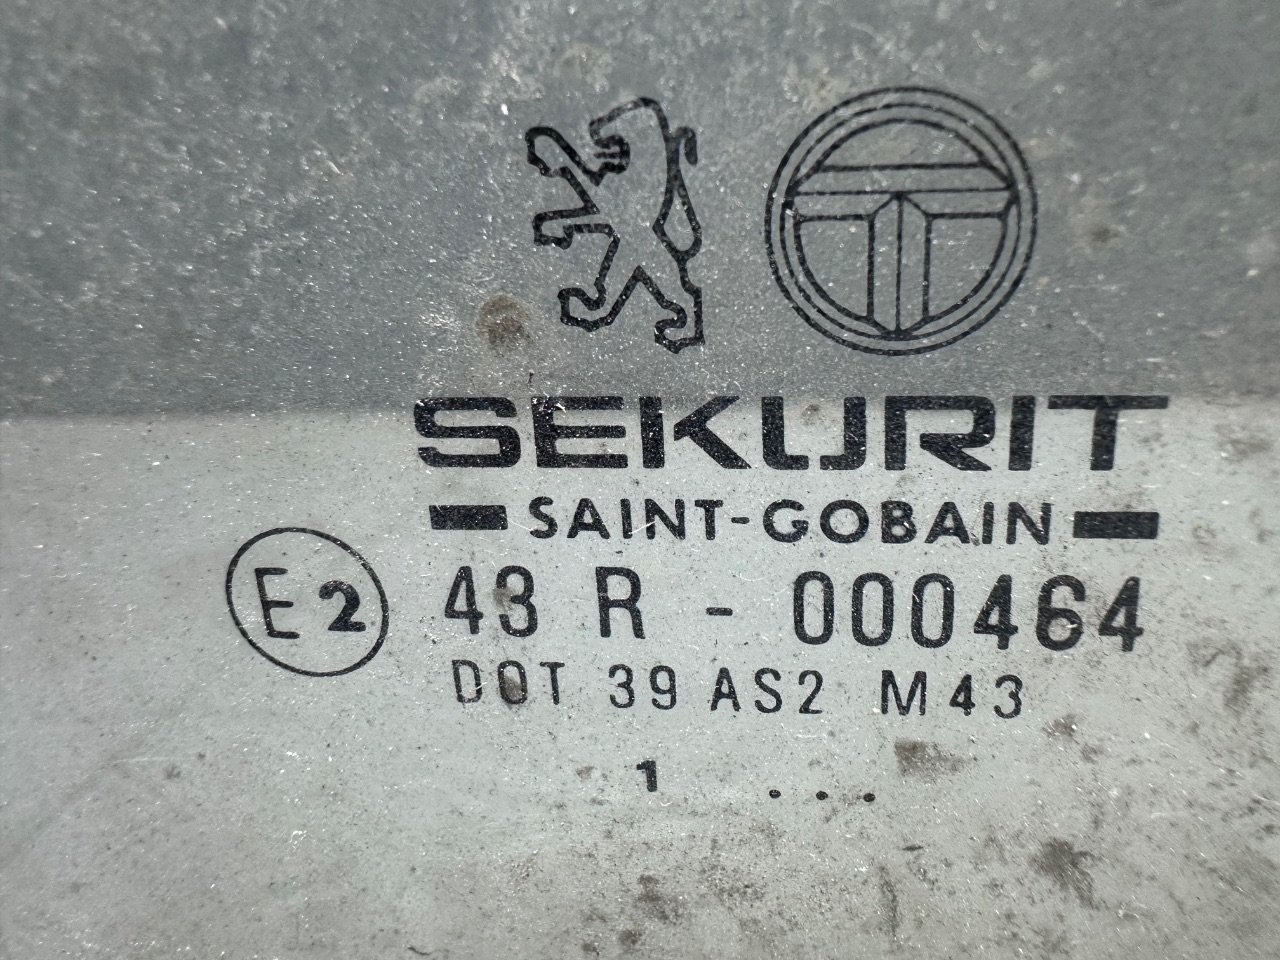 SEKURIT
SAINT-GOBAIN
E2 43 R - 000464
DOT 39 AS2 M43
1 ...